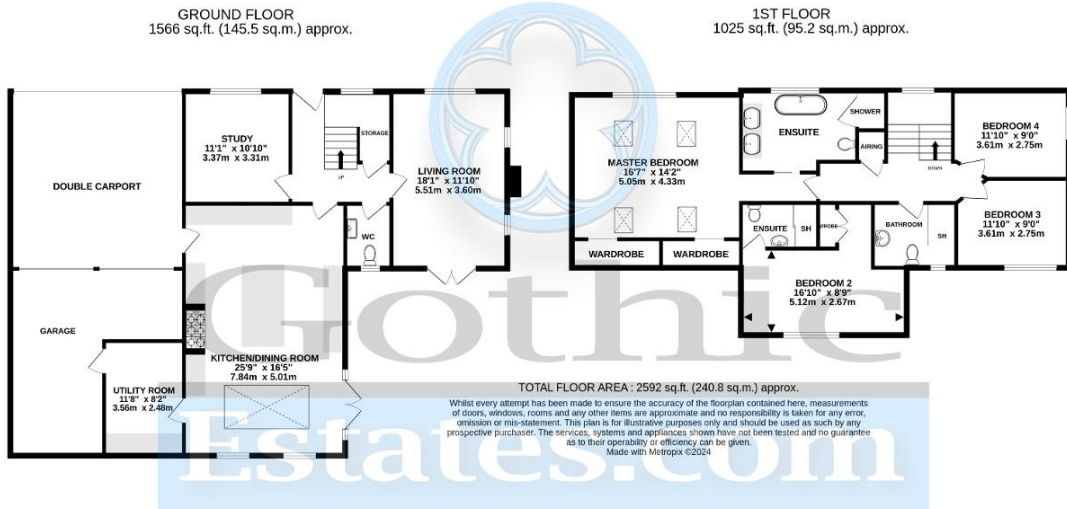 GROUND FLOOR
1566 sq.ft. (145.5 sq.m.) approx.
1ST FLOOR
1025 sq.ft. (95.2 sq.m.) approx.
STUDY
11'1" x 10'10"
3.37m x 3.31m
STORAGE
UP
LIVING ROOM
18'1" x 11'10"
5.51m x 3.60m
DOUBLE CARPORT
WC
GARAGE
KITCHEN/DINING ROOM
25'9" x 16'5"
7.84m x 5.01m
UTILITY ROOM
11'8" x 8'2"
3.56m x 2.48m
MASTER BEDROOM
16'7" x 14'2"
5.05m x 4.33m
WARDROBE
WARDROBE
ENSUITE
SHOWER
AIRING
DOWN
BEDROOM 4
11'10" x 9'0"
3.61m x 2.75m
BEDROOM 3
11'10" x 9'0"
3.61m x 2.75m
ENSUITE
SH
BATHROOM
SH
BEDROOM 2
16'10" x 8'9"
5.12m x 2.67m
Gothic
Estates.com
TOTAL FLOOR AREA : 2592 sq.ft. (240.8 sq.m.) approx.
Whilst every attempt has been made to ensure the accuracy of the floorplan contained here, measurements
of doors, windows, rooms and any other items are approximate and no responsibility is taken for any error,
omission or mis-statement. This plan is for illustrative purposes only and should be used as such by any
prospective purchaser. The services, systems and appliances shown have not been tested and no guarantee
as to their operability or efficiency can be given.
Made with Metropix ©2024